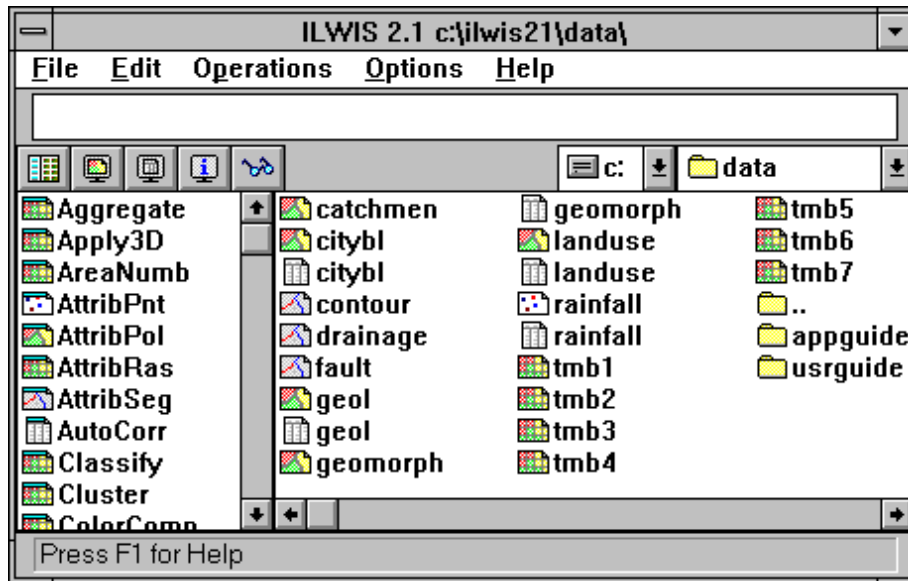 ILWIS 2.1 c:\ilwis21\data\
File Edit Operations Options Help
c: data
Aggregate
Apply3D
AreaNumb
AttribPnt
AttribPol
AttribRas
AttribSeg
AutoCorr
Classify
Cluster
ColorComp
catchmen
citybl
citybl
contour
drainage
fault
geol
geol
geomorph
geomorph
landuse
landuse
rainfall
rainfall
tmb1
tmb2
tmb3
tmb4
tmb5
tmb6
tmb7
..
appguide
usrguide
Press F1 for Help